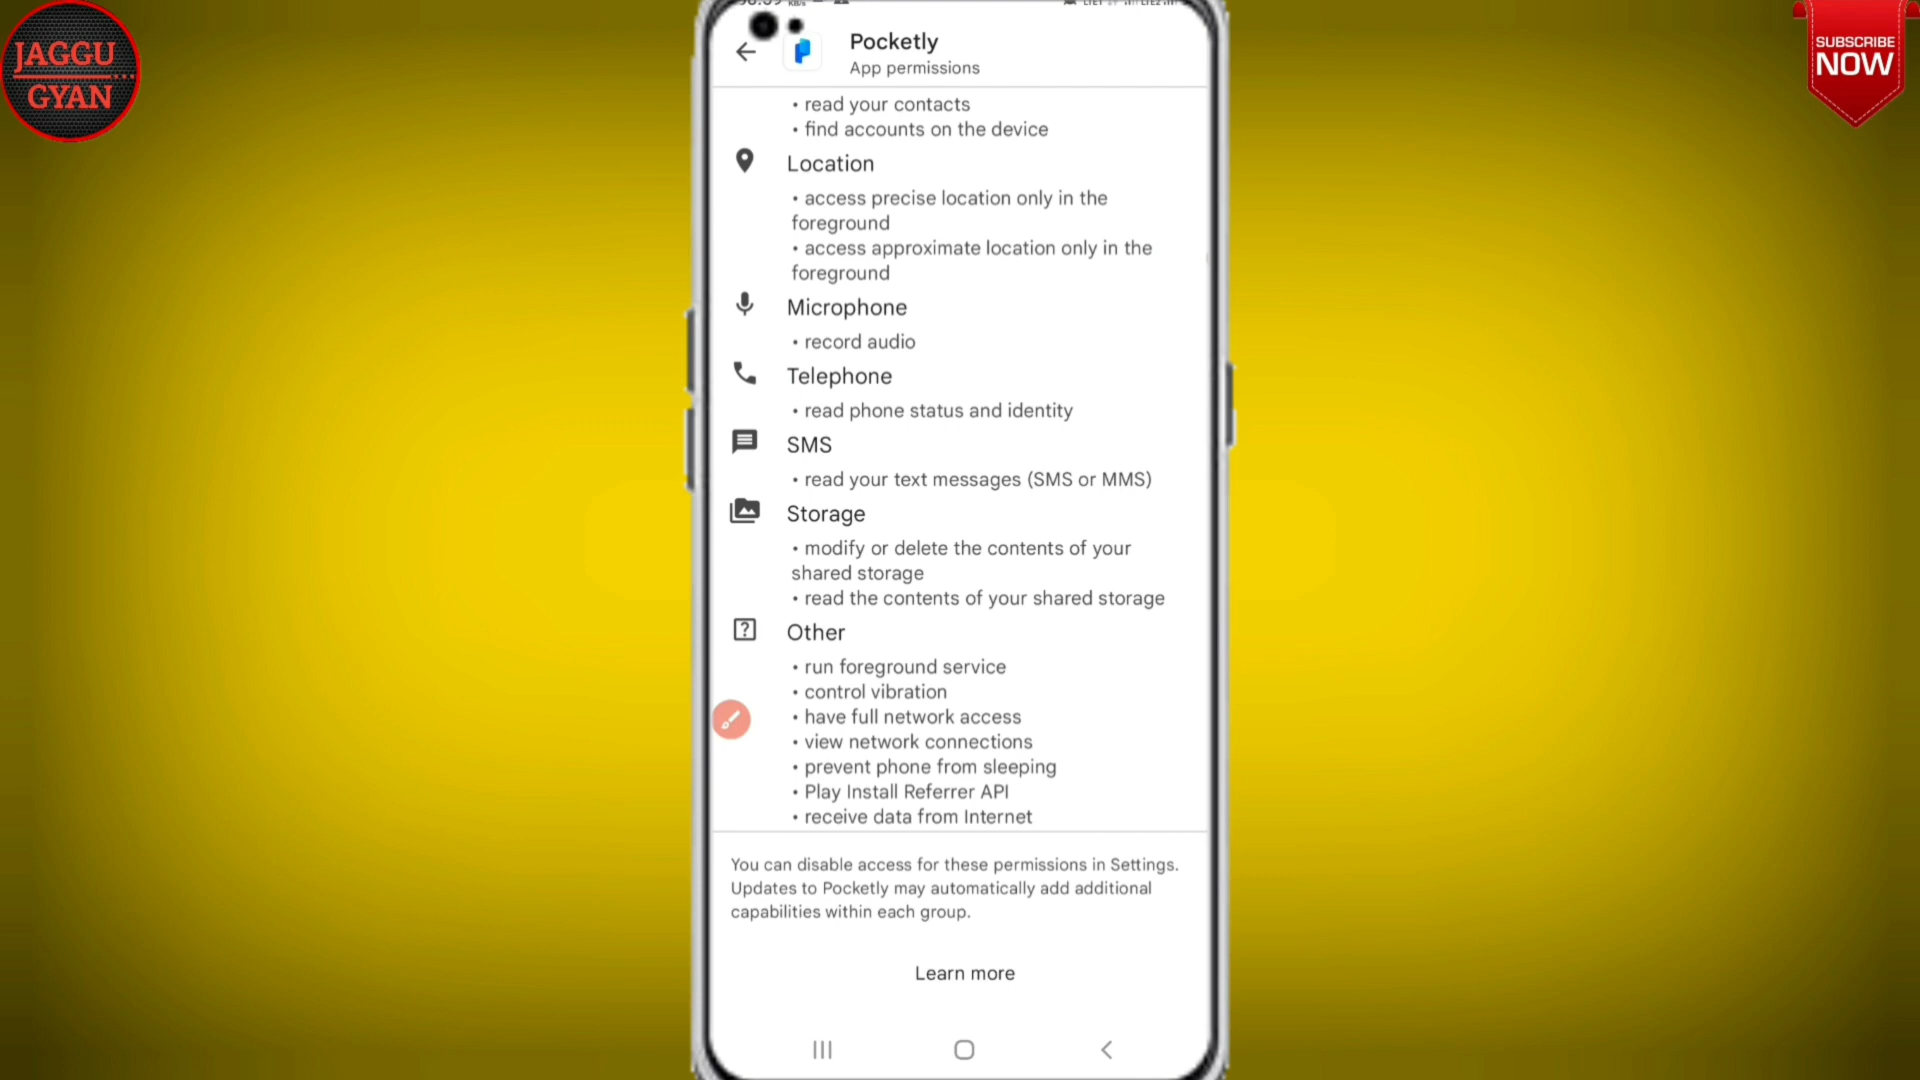 JAGGU
GYAN
SUBSCRIBE
NOW
Pocketly
App permissions
• read your contacts
• find accounts on the device
Location
• access precise location only in the
foreground
• access approximate location only in the
foreground
Microphone
• record audio
Telephone
• read phone status and identity
SMS
• read your text messages (SMS or MMS)
Storage
• modify or delete the contents of your
shared storage
• read the contents of your shared storage
Other
• run foreground service
• control vibration
• have full network access
• view network connections
• prevent phone from sleeping
• Play Install Referrer API
• receive data from Internet
You can disable access for these permissions in Settings.
Updates to Pocketly may automatically add additional
capabilities within each group.
Learn more